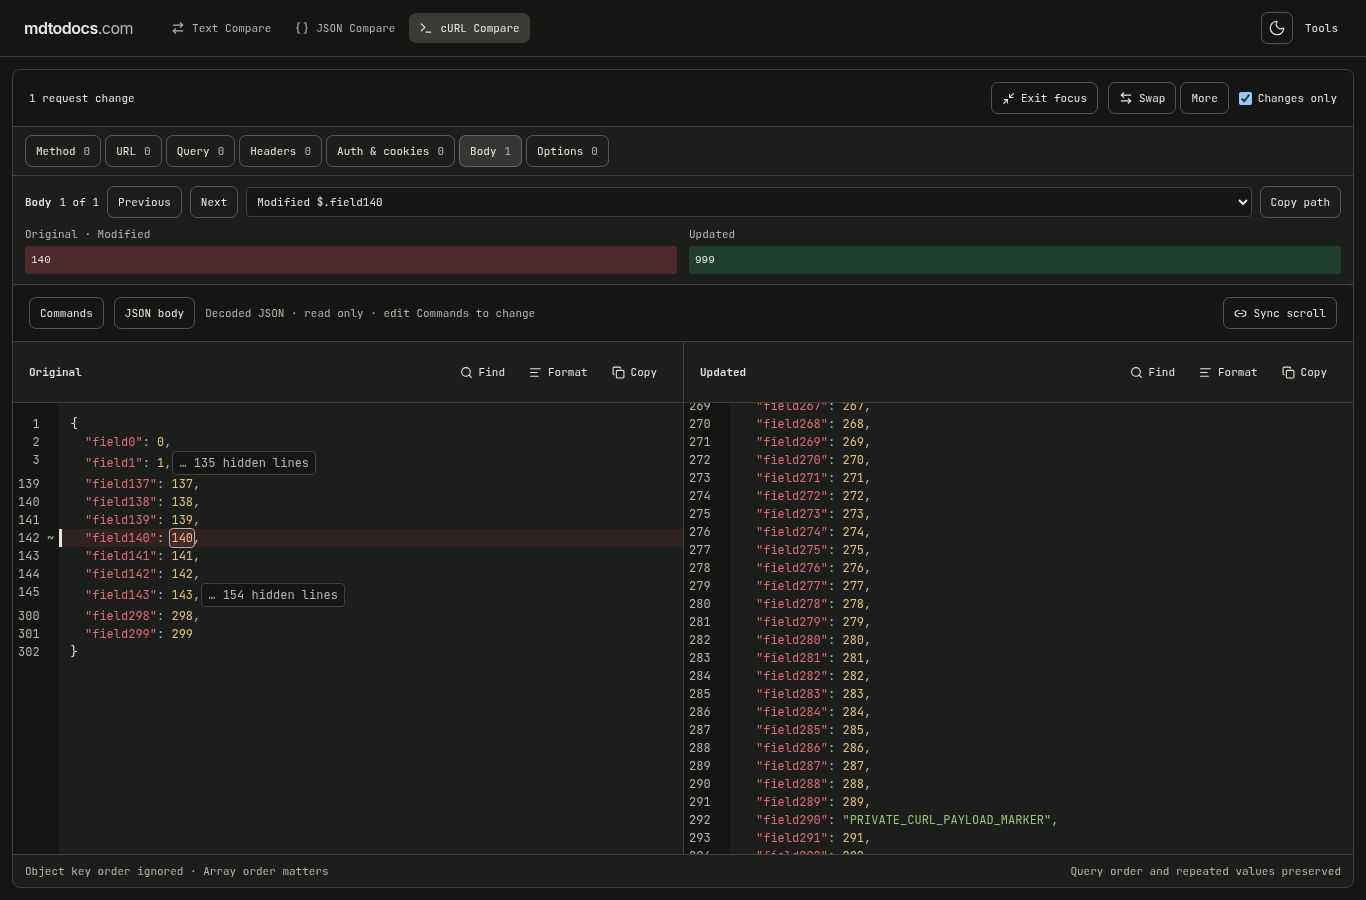 mdtodocs.com Text Compare {} JSON Compare cURL Compare Tools
1 request change Exit focus Swap More Changes only
Method 0 URL 0 Query 0 Headers 0 Auth & cookies 0 Body 1 Options 0
Body 1 of 1 Previous Next Modified $.field140 Copy path
Original · Modified Updated
140 999
Commands JSON body Decoded JSON · read only · edit Commands to change Sync scroll
Original Find Format Copy
1 {
2 "field0": 0,
3 "field1": 1, … 135 hidden lines
139 "field137": 137,
140 "field138": 138,
141 "field139": 139,
142 ~ "field140": 140,
143 "field141": 141,
144 "field142": 142,
145 "field143": 143, … 154 hidden lines
300 "field298": 298,
301 "field299": 299
302 }
Updated Find Format Copy
269 "field267": 267,
270 "field268": 268,
271 "field269": 269,
272 "field270": 270,
273 "field271": 271,
274 "field272": 272,
275 "field273": 273,
276 "field274": 274,
277 "field275": 275,
278 "field276": 276,
279 "field277": 277,
280 "field278": 278,
281 "field279": 279,
282 "field280": 280,
283 "field281": 281,
284 "field282": 282,
285 "field283": 283,
286 "field284": 284,
287 "field285": 285,
288 "field286": 286,
289 "field287": 287,
290 "field288": 288,
291 "field289": 289,
292 "field290": "PRIVATE_CURL_PAYLOAD_MARKER",
293 "field291": 291,
Object key order ignored · Array order matters Query order and repeated values preserved